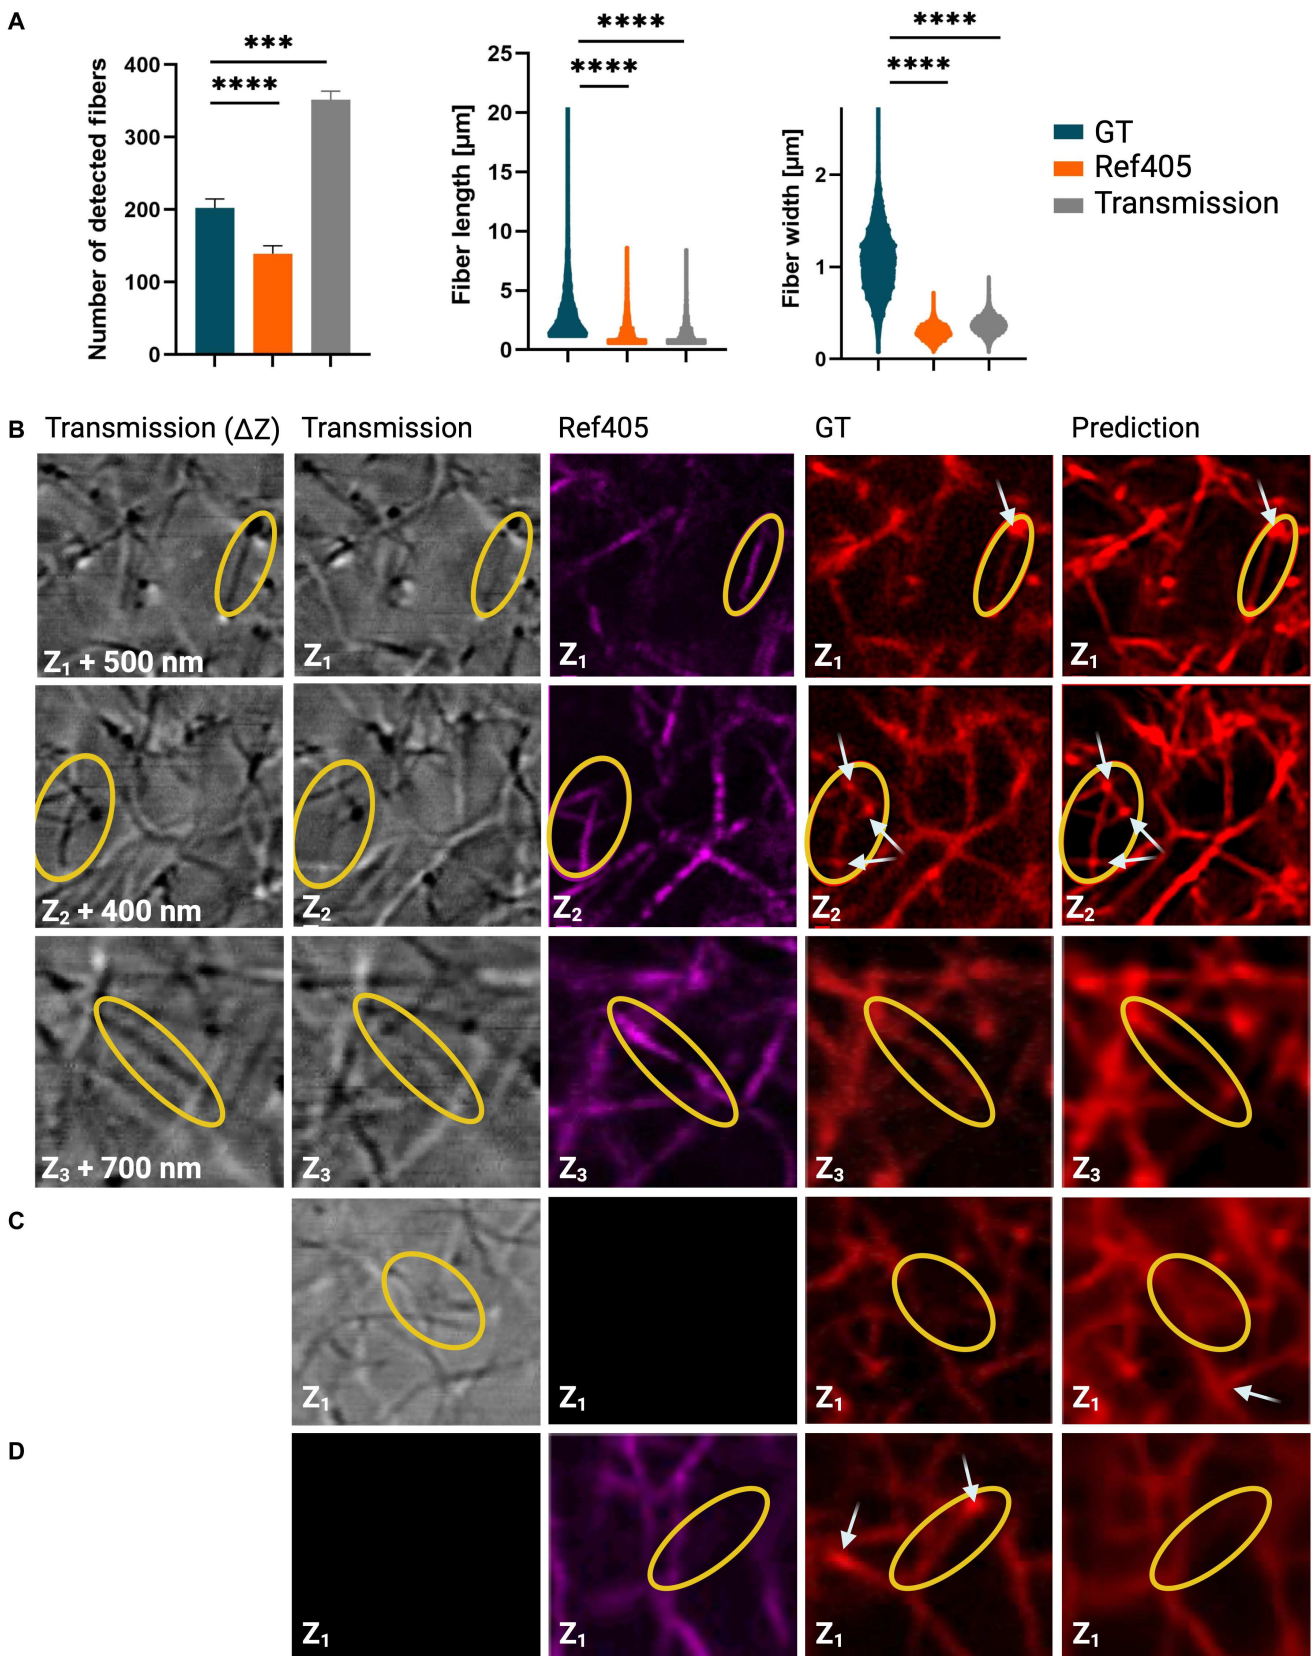 A
Number of detected fibers
400
300
200
100
0
***
****
Fiber length [µm]
25
20
15
10
5
0
****
****
Fiber width [µm]
2
1
0
****
****
GT
Ref405
Transmission
B
Transmission (ΔZ)
Transmission
Ref405
GT
Prediction
Z₁ + 500 nm
Z₁
Z₁
Z₁
Z₁
Z₂ + 400 nm
Z₂
Z₂
Z₂
Z₂
Z₃ + 700 nm
Z₃
Z₃
Z₃
Z₃
C
Z₁
Z₁
Z₁
Z₁
D
Z₁
Z₁
Z₁
Z₁